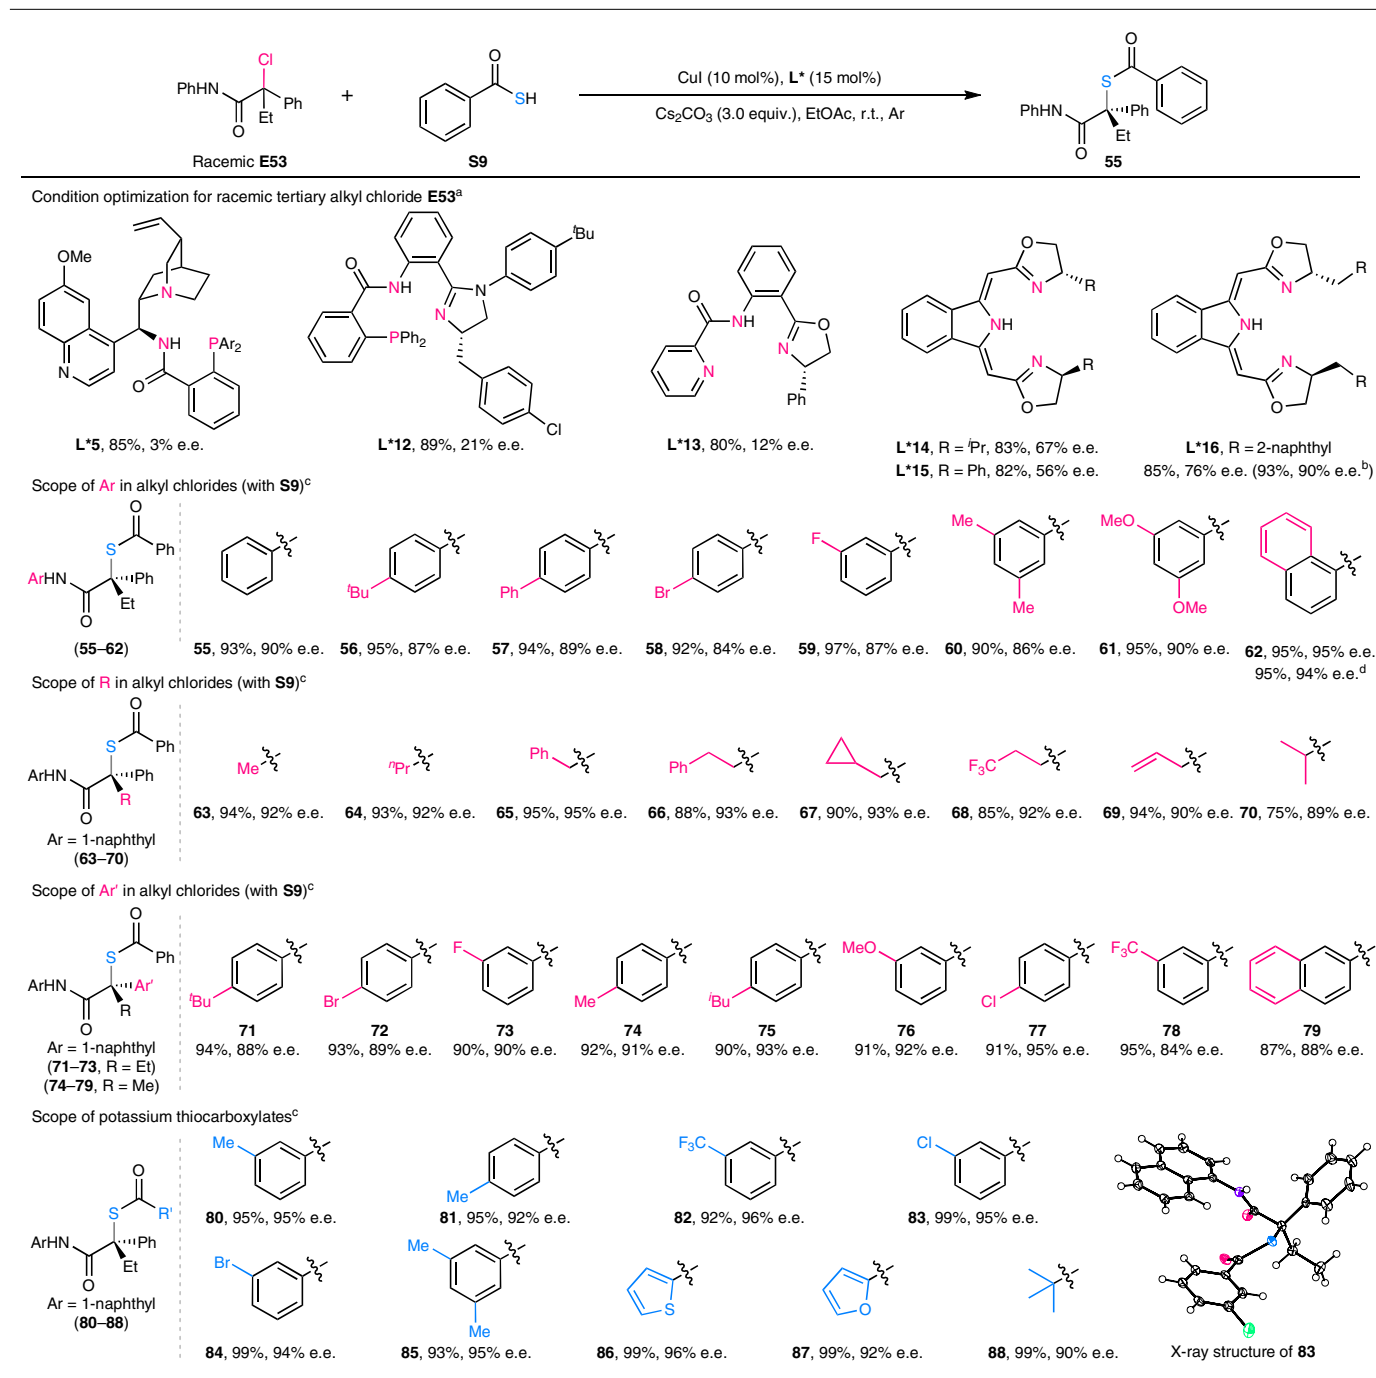 Cl
PhHN
Ph
O
Et
Racemic E53
+
O
SH
S9
CuI (10 mol%), L* (15 mol%)
Cs₂CO₃ (3.0 equiv.), EtOAc, r.t., Ar
O
S
PhHN
Ph
O
Et
55
Condition optimization for racemic tertiary alkyl chloride E53ᵃ
OMe
N
N
NH
O
PAr₂
L*5, 85%, 3% e.e.
O
NH
PPh₂
N
N
ᵗBu
Cl
L*12, 89%, 21% e.e.
O
NH
N
N
O
Ph
L*13, 80%, 12% e.e.
O
N
R
NH
N
R
O
L*14, R = ⁱPr, 83%, 67% e.e.
L*15, R = Ph, 82%, 56% e.e.
O
N
R
NH
N
R
O
L*16, R = 2-naphthyl
85%, 76% e.e. (93%, 90% e.e.ᵇ)
Scope of Ar in alkyl chlorides (with S9)ᶜ
O
S
Ph
ArHN
Ph
O
Et
(55–62)
55, 93%, 90% e.e.
ᵗBu
56, 95%, 87% e.e.
Ph
57, 94%, 89% e.e.
Br
58, 92%, 84% e.e.
F
59, 97%, 87% e.e.
Me
Me
60, 90%, 86% e.e.
MeO
OMe
61, 95%, 90% e.e.
62, 95%, 95% e.e.
95%, 94% e.e.ᵈ
Scope of R in alkyl chlorides (with S9)ᶜ
O
S
Ph
ArHN
Ph
O
R
Ar = 1-naphthyl
(63–70)
Me
63, 94%, 92% e.e.
ⁿPr
64, 93%, 92% e.e.
Ph
65, 95%, 95% e.e.
Ph
66, 88%, 93% e.e.
67, 90%, 93% e.e.
F₃C
68, 85%, 92% e.e.
69, 94%, 90% e.e.
70, 75%, 89% e.e.
Scope of Ar' in alkyl chlorides (with S9)ᶜ
O
S
Ph
ArHN
Ar'
O
R
Ar = 1-naphthyl
(71–73, R = Et)
(74–79, R = Me)
ᵗBu
71
94%, 88% e.e.
Br
72
93%, 89% e.e.
F
73
90%, 90% e.e.
Me
74
92%, 91% e.e.
ⁱBu
75
90%, 93% e.e.
MeO
76
91%, 92% e.e.
Cl
77
91%, 95% e.e.
F₃C
78
95%, 84% e.e.
79
87%, 88% e.e.
Scope of potassium thiocarboxylatesᶜ
O
S
R'
ArHN
Ph
O
Et
Ar = 1-naphthyl
(80–88)
Me
80, 95%, 95% e.e.
Me
81, 95%, 92% e.e.
F₃C
82, 92%, 96% e.e.
Cl
83, 99%, 95% e.e.
Br
84, 99%, 94% e.e.
Me
Me
85, 93%, 95% e.e.
S
86, 99%, 96% e.e.
O
87, 99%, 92% e.e.
88, 99%, 90% e.e.
X-ray structure of 83